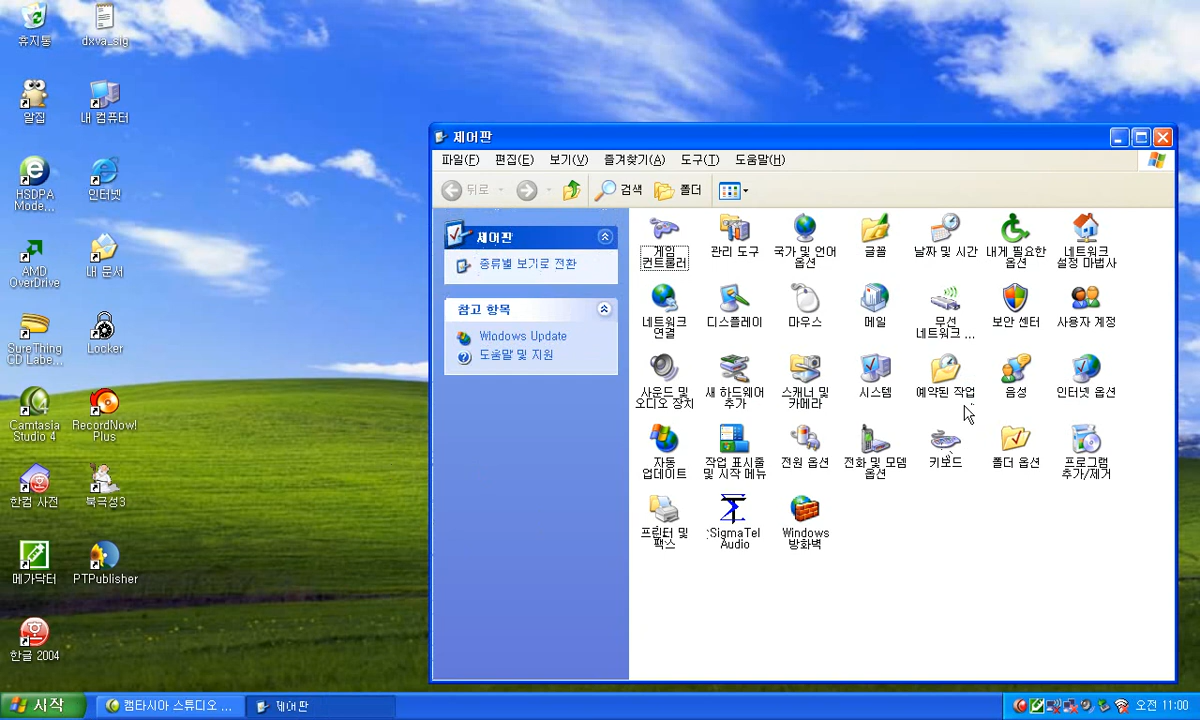 휴지통
dxva_sig
알집
내 컴퓨터
HSDPA
Mode...
인터넷
AMD
OverDrive
내 문서
SureThing
CD Labe...
Locker
Camtasia
Studio 4
RecordNow!
Plus
한컴 사전
북극성3
메가닥터
PTPublisher
한글 2004
제어판
파일(F) 편집(E) 보기(V) 즐겨찾기(A) 도구(T) 도움말(H)
뒤로 검색 폴더
제어판
종류별 보기로 전환
참고 항목
Windows Update
도움말 및 지원
게임
컨트롤러
관리 도구
국가 및 언어
옵션
글꼴
날짜 및 시간
내게 필요한
옵션
네트워크
설정 마법사
네트워크
연결
디스플레이
마우스
메일
무선
네트워크 ...
보안 센터
사용자 계정
사운드 및
오디오 장치
새 하드웨어
추가
스캐너 및
카메라
시스템
예약된 작업
음성
인터넷 옵션
자동
업데이트
작업 표시줄
및 시작 메뉴
전원 옵션
전화 및 모뎀
옵션
키보드
폴더 옵션
프로그램
추가/제거
프린터 및
팩스
SigmaTel
Audio
Windows
방화벽
시작
캠타시아 스튜디오 ...
제어판
오전 11:00